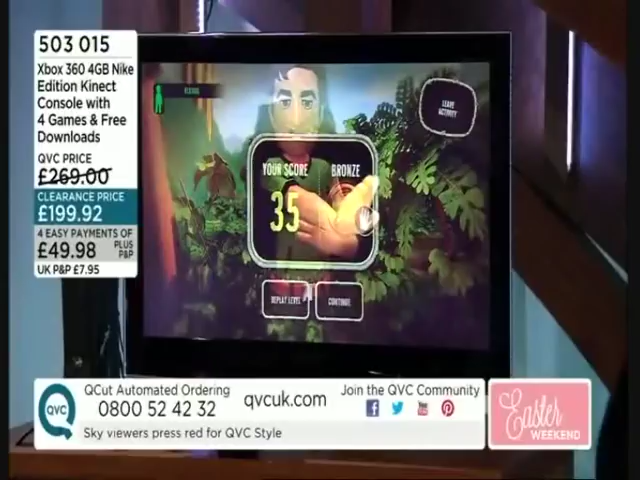 503 015
Xbox 360 4GB Nike
Edition Kinect
Console with
4 Games & Free
Downloads
QVC PRICE
£269.00
CLEARANCE PRICE
£199.92
4 EASY PAYMENTS OF
£49.98 PLUS P&P
UK P&P £7.95
LEAVE
ACTIVITY
YOUR SCORE BRONZE
35
REPLAY LEVEL CONTINUE
QVC
QCut Automated Ordering
0800 52 42 32
qvcuk.com
Join the QVC Community
Sky viewers press red for QVC Style
Easter
WEEKEND